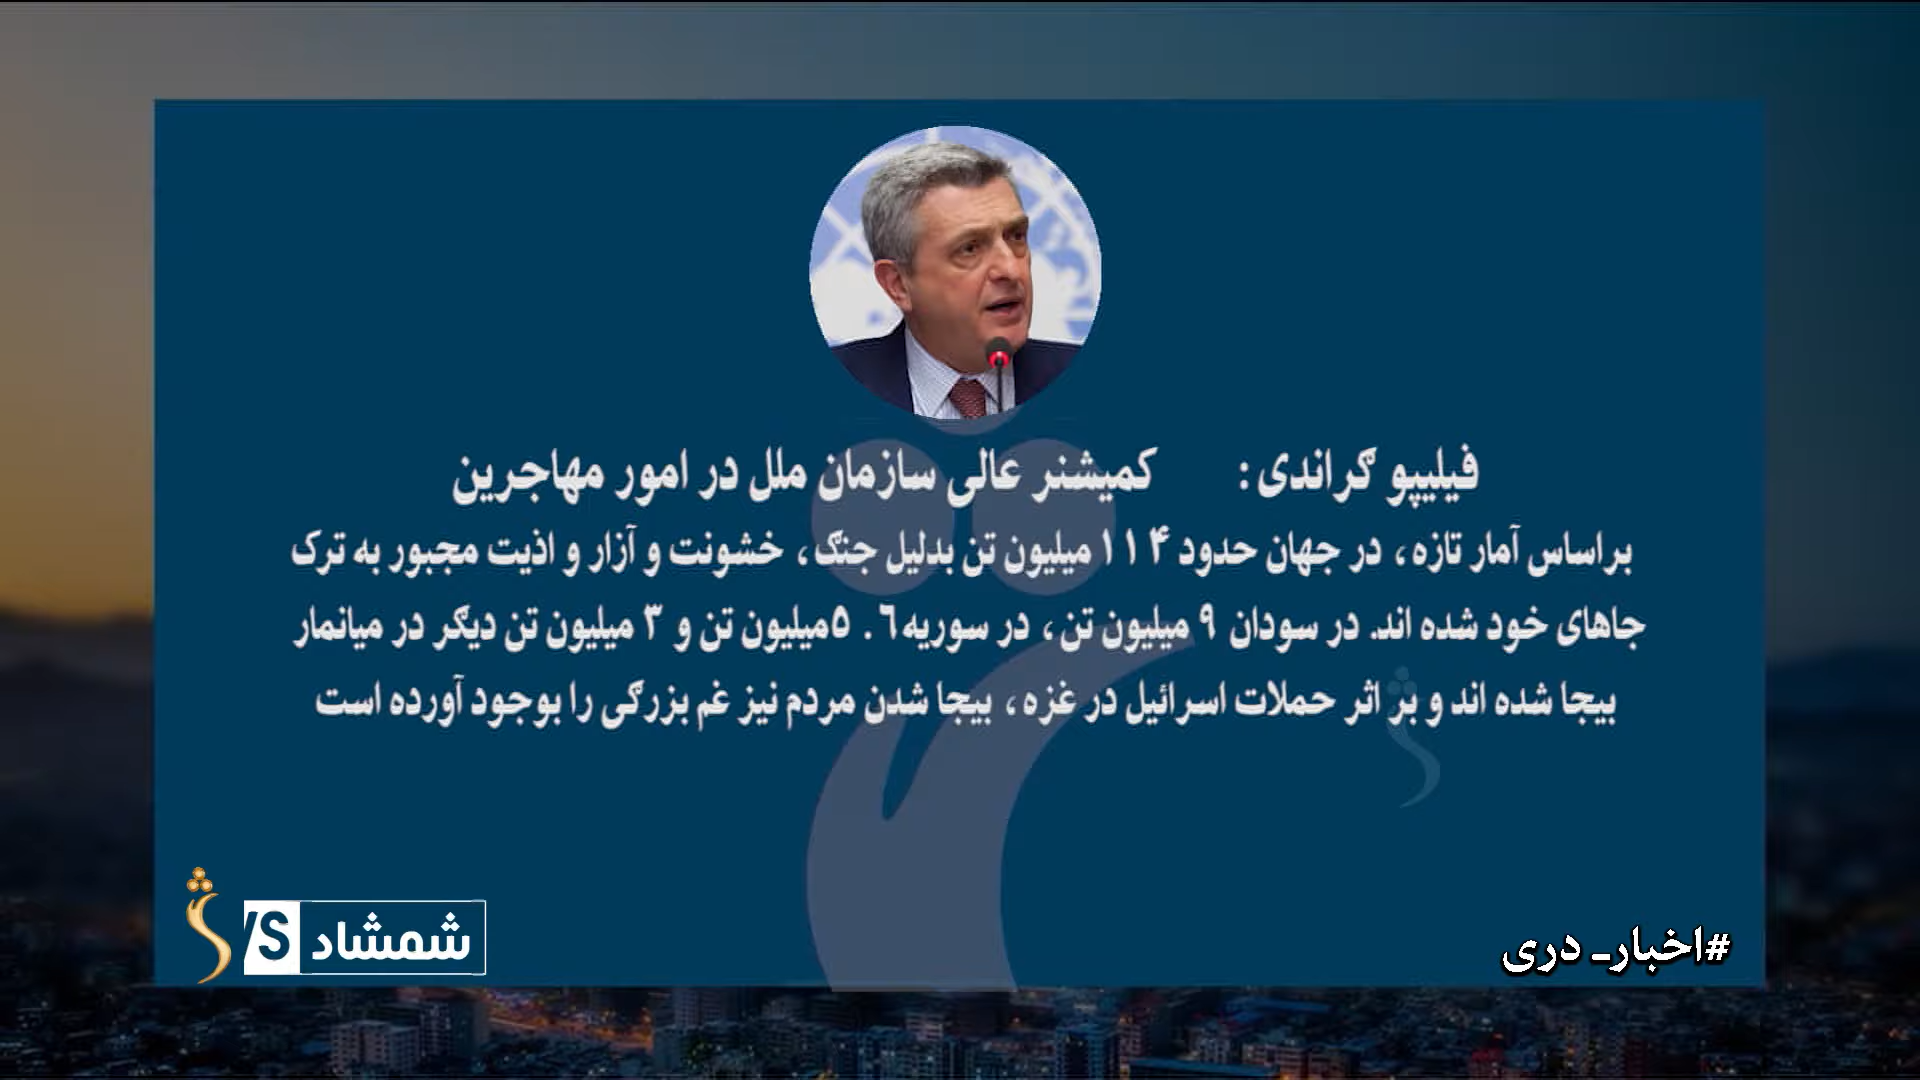 فیلیپو گراندی: کمیشنر عالی سازمان ملل در امور مهاجرین
براساس آمار تازه، در جهان حدود ۱۱۴ میلیون تن بدلیل جنگ، خشونت و آزار و اذیت مجبور به ترک
جاهای خود شده اند. در سودان ۹ میلیون تن، در سوریه ٦. ۵میلیون تن و ۳ میلیون تن دیگر در میانمار
بیجا شده اند و بر اثر حملات اسرائیل در غزه، بیجا شدن مردم نیز غم بزرگی را بوجود آورده است
#اخبارـ دری
شمشاد